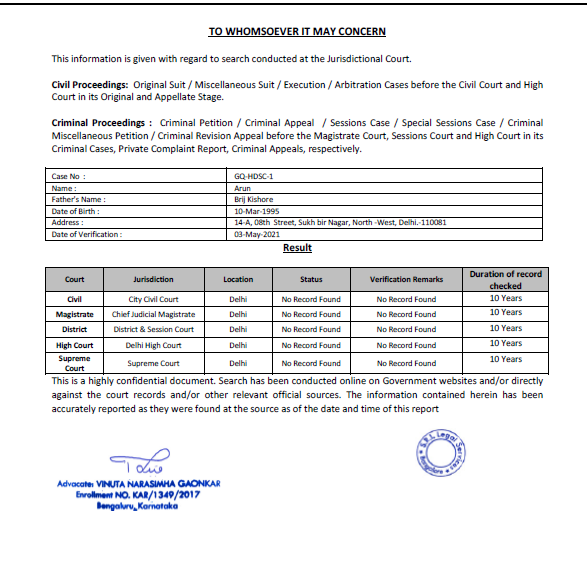 TO WHOMSOEVER IT MAY CONCERN
This information is given with regard to search conducted at the Jurisdictional Court.
Civil Proceedings: Original Suit / Miscellaneous Suit / Execution / Arbitration Cases before the Civil Court and High
Court in its Original and Appellate Stage.
Criminal Proceedings : Criminal Petition / Criminal Appeal / Sessions Case / Special Sessions Case / Criminal
Miscellaneous Petition / Criminal Revision Appeal before the Magistrate Court, Sessions Court and High Court in its
Criminal Cases, Private Complaint Report, Criminal Appeals, respectively.
Case No : GQ-HDSC-1
Name : Arun
Father's Name : Brij Kishore
Date of Birth : 10-Mar-1995
Address : 14-A, 08th Street, Sukh bir Nagar, North -West, Delhi.-110081
Date of Verification : 03-May-2021
Result
Court Jurisdiction Location Status Verification Remarks Duration of record checked
Civil City Civil Court Delhi No Record Found No Record Found 10 Years
Magistrate Chief Judicial Magistrate Delhi No Record Found No Record Found 10 Years
District District & Session Court Delhi No Record Found No Record Found 10 Years
High Court Delhi High Court Delhi No Record Found No Record Found 10 Years
Supreme Court Supreme Court Delhi No Record Found No Record Found 10 Years
This is a highly confidential document. Search has been conducted online on Government websites and/or directly
against the court records and/or other relevant official sources. The information contained herein has been
accurately reported as they were found at the source as of the date and time of this report
Advocate: VINUTA NARASIMHA GAONKAR
Enrollment NO. KAR/1349/2017
Bengaluru, Karnataka
Legal Services